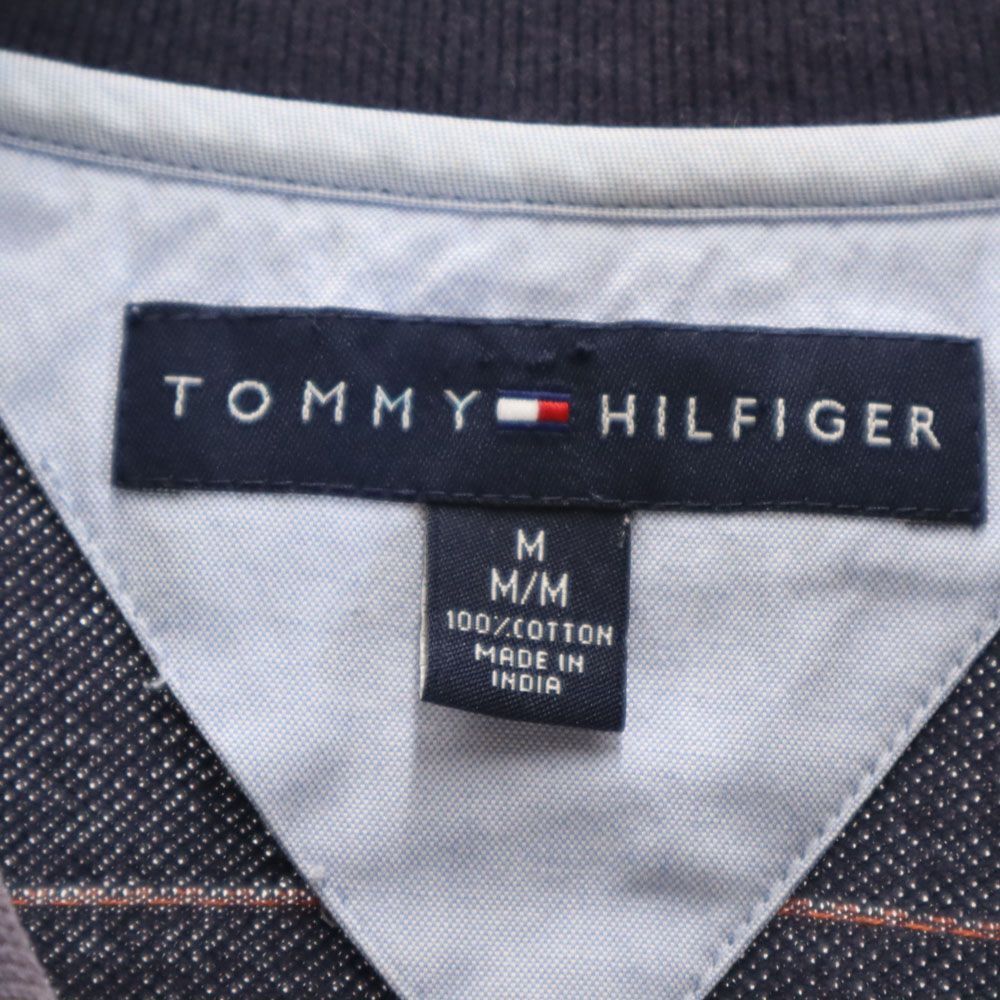 TOMMY HILFIGER
M
M/M
100% COTTON
MADE IN
INDIA